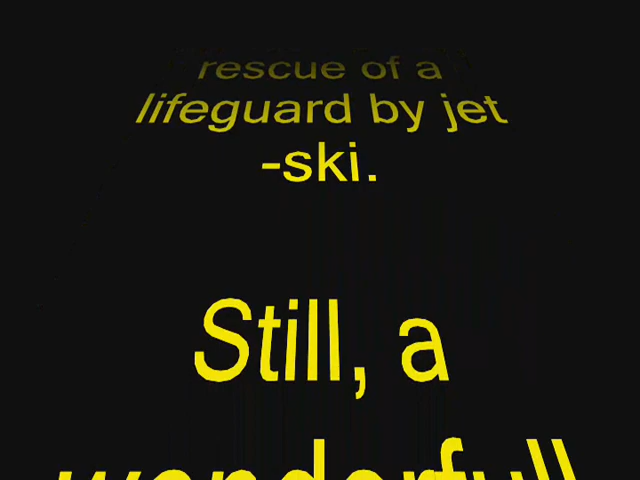 rescue of a
lifeguard by jet
-ski.
Still, a